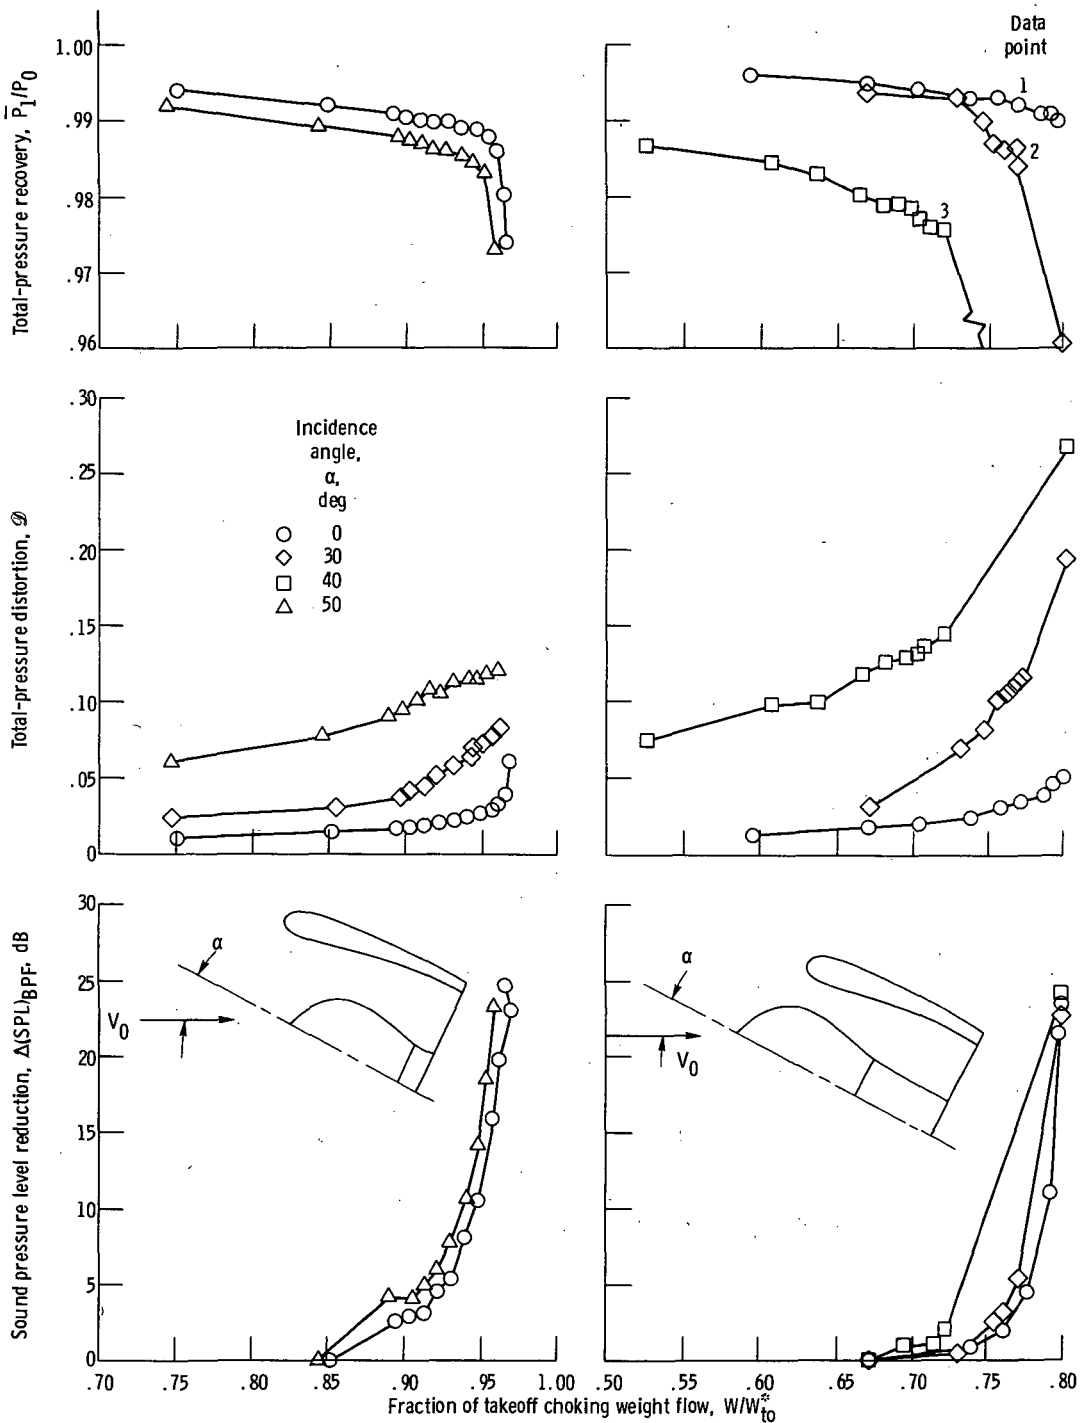 Data
point
Total-pressure recovery, P̅1/P0
1.00
.99
.98
.97
.96
1
2
3
Total-pressure distortion, 𝒟
.30
.25
.20
.15
.10
.05
0
Incidence
angle,
α,
deg
0
30
40
50
Sound pressure level reduction, Δ(SPL)BPF, dB
30
25
20
15
10
5
0
α
V0
α
V0
.70 .75 .80 .85 .90 .95 1.00 .50 .55 .60 .65 .70 .75 .80
Fraction of takeoff choking weight flow, W/W*to